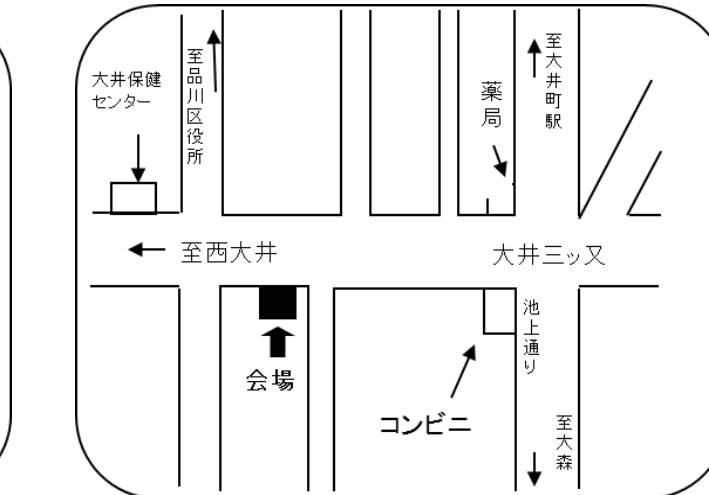 大井保健
センター
至品川区役所
薬局
至大井町駅
至西大井
大井三ッ又
会場
コンビニ
池上通り
至大森